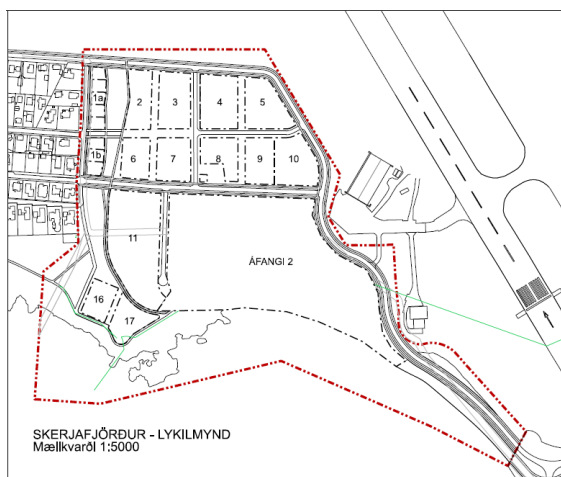 1a
2
3
4
5
1b
6
7
8
9
10
11
ÁFANGI 2
16
17
SKERJAFJÖRÐUR - LYKILMYND
Mællkvarði 1:5000